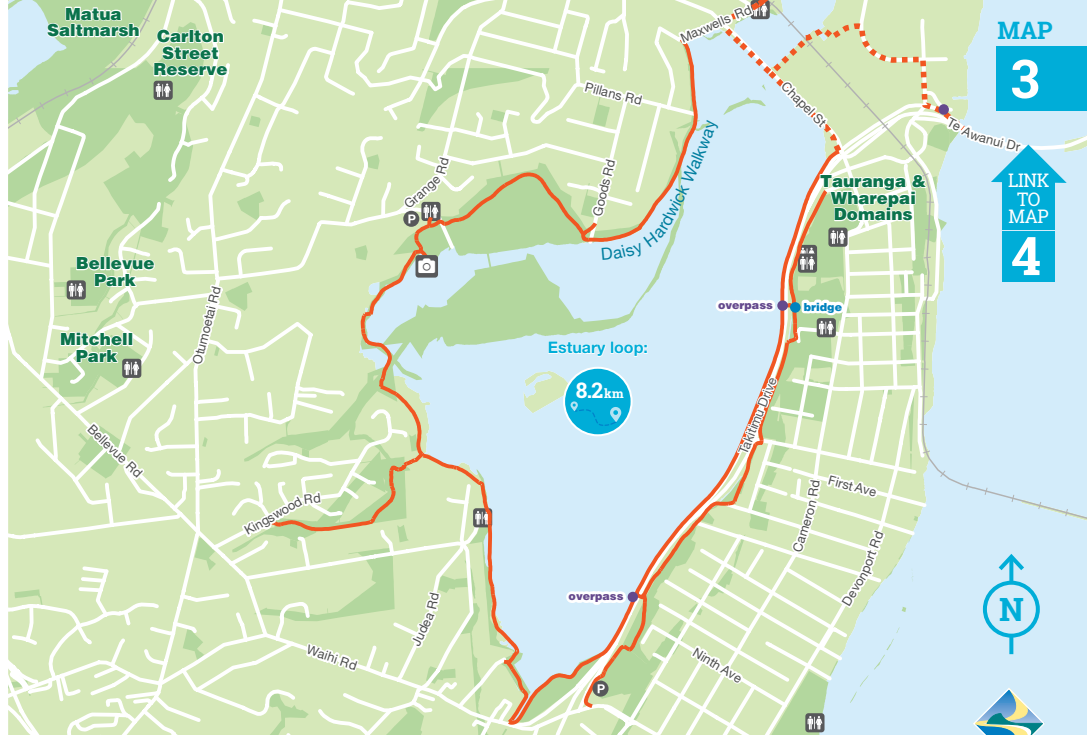 Matua
Saltmarsh
Carlton
Street
Reserve
Maxwells Rd
MAP
3
Pillans Rd
Chapel St
Te Awanui Dr
Daisy Hardwick Walkway
Grange Rd
Goods Rd
P
Tauranga &
Wharepai
Domains
LINK
TO
MAP
4
Bellevue
Park
Otumoetai Rd
overpass
bridge
Mitchell
Park
Estuary loop:
8.2km
Takitimu Drive
Bellevue Rd
Kingswood Rd
First Ave
Cameron Rd
Devonport Rd
overpass
N
Judea Rd
Waihi Rd
Ninth Ave
P